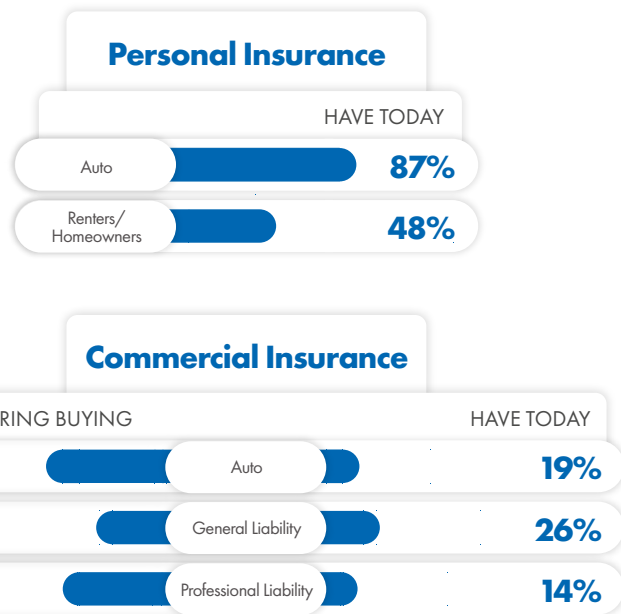 Personal Insurance
HAVE TODAY
Auto
87%
Renters/
Homeowners
48%
Commercial Insurance
BUYING
HAVE TODAY
Auto
19%
General Liability
26%
Professional Liability
14%